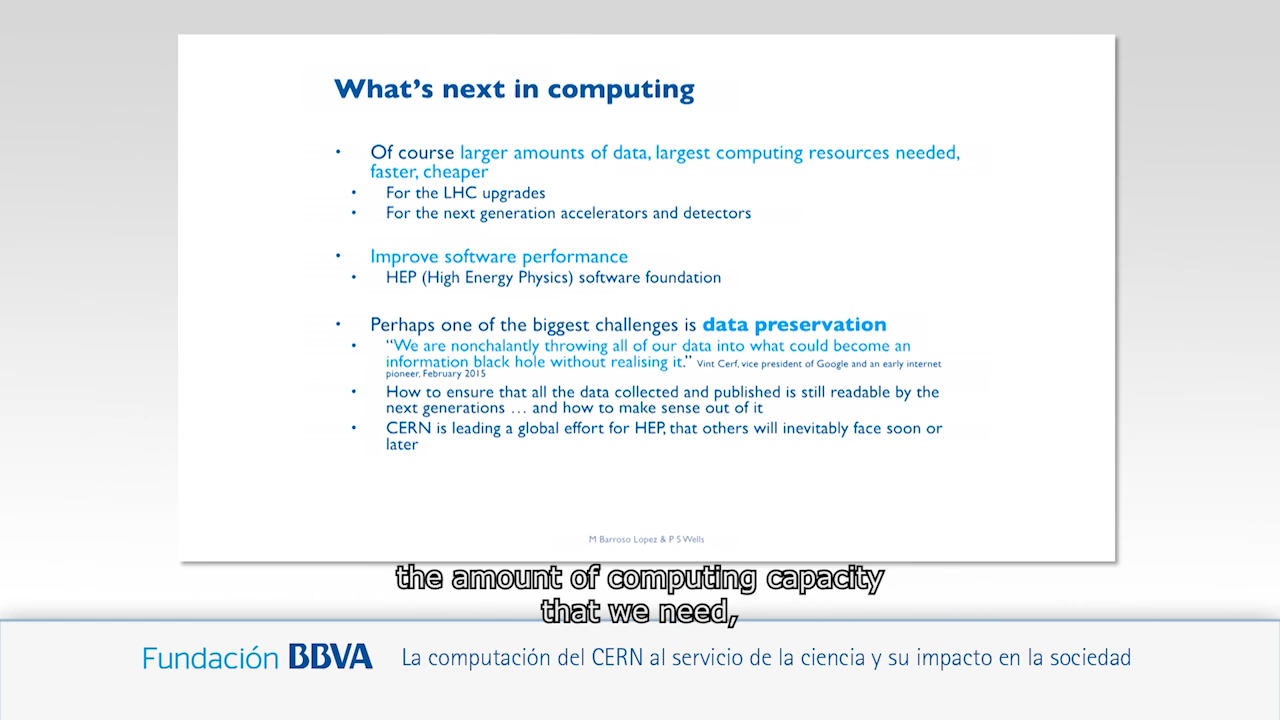 What's next in computing
• Of course larger amounts of data, largest computing resources needed,
faster, cheaper
• For the LHC upgrades
• For the next generation accelerators and detectors
• Improve software performance
• HEP (High Energy Physics) software foundation
• Perhaps one of the biggest challenges is data preservation
• “We are nonchalantly throwing all of our data into what could become an
information black hole without realising it.” Vint Cerf, vice president of Google and an early internet
pioneer, February 2015
• How to ensure that all the data collected and published is still readable by the
next generations … and how to make sense out of it
• CERN is leading a global effort for HEP, that others will inevitably face soon or
later
M Barroso Lopez & P S Wells
the amount of computing capacity
that we need,
Fundación BBVA La computación del CERN al servicio de la ciencia y su impacto en la sociedad